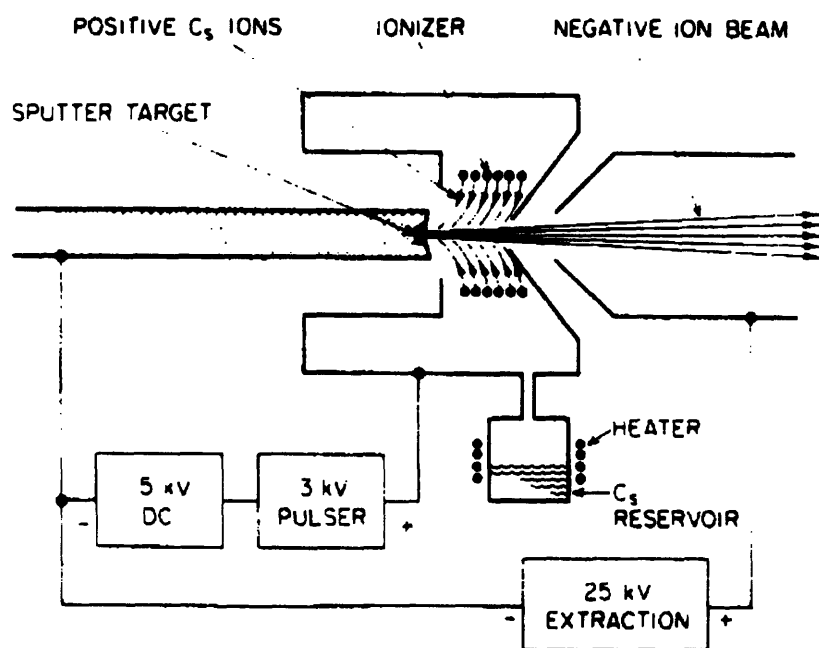 POSITIVE Cs IONS
IONIZER
NEGATIVE ION BEAM
SPUTTER TARGET
HEATER
Cs
RESERVOIR
5 kV
DC
-
3 kV
PULSER
+
25 kV
EXTRACTION
-
+